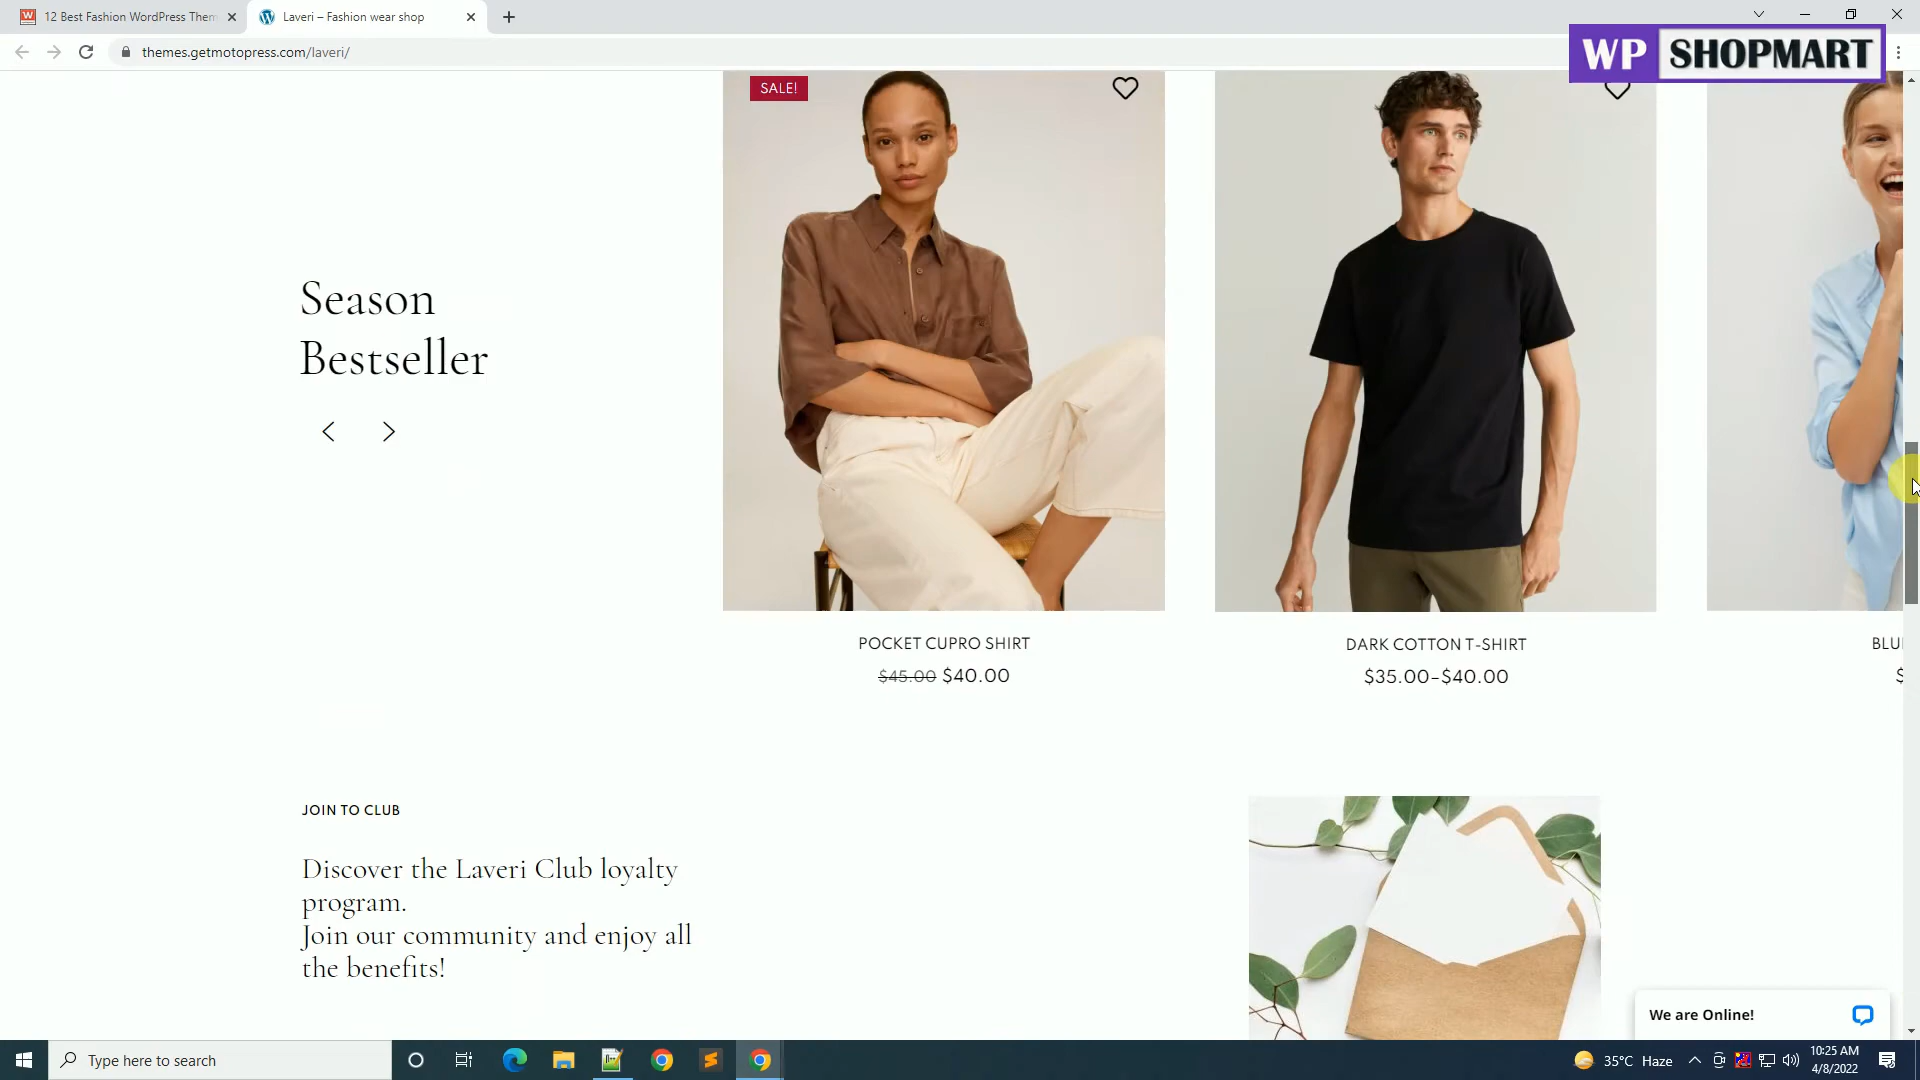 12 Best Fashion WordPress Them
Laveri – Fashion wear shop
themes.getmotopress.com/laveri/
WP SHOPMART
SALE!
Season
Bestseller
POCKET CUPRO SHIRT
$45.00 $40.00
DARK COTTON T-SHIRT
$35.00–$40.00
BLU
$
JOIN TO CLUB
Discover the Laveri Club loyalty
program.
Join our community and enjoy all
the benefits!
We are Online!
Type here to search
35°C Haze
10:25 AM
4/8/2022